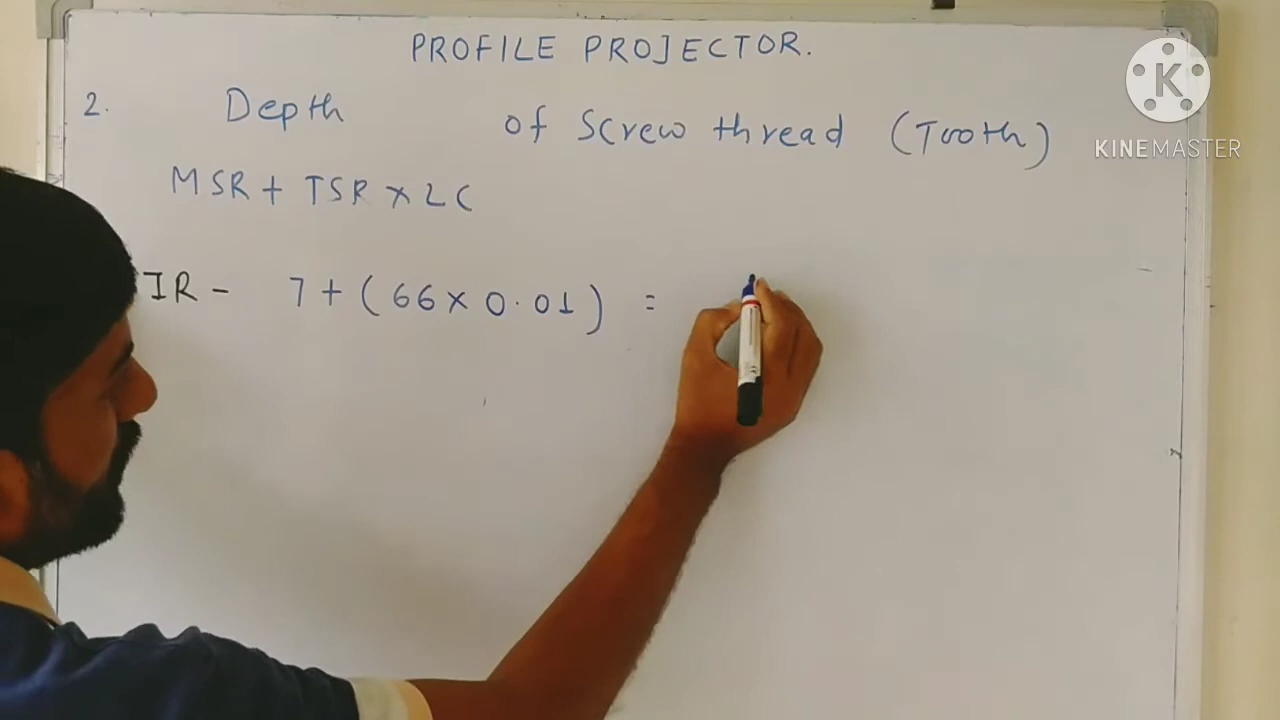 PROFILE PROJECTOR.
2. Depth of Screw thread (Tooth)
MSR + TSR × LC
IR - 7 + (66 × 0.01) =
K
KINEMASTER